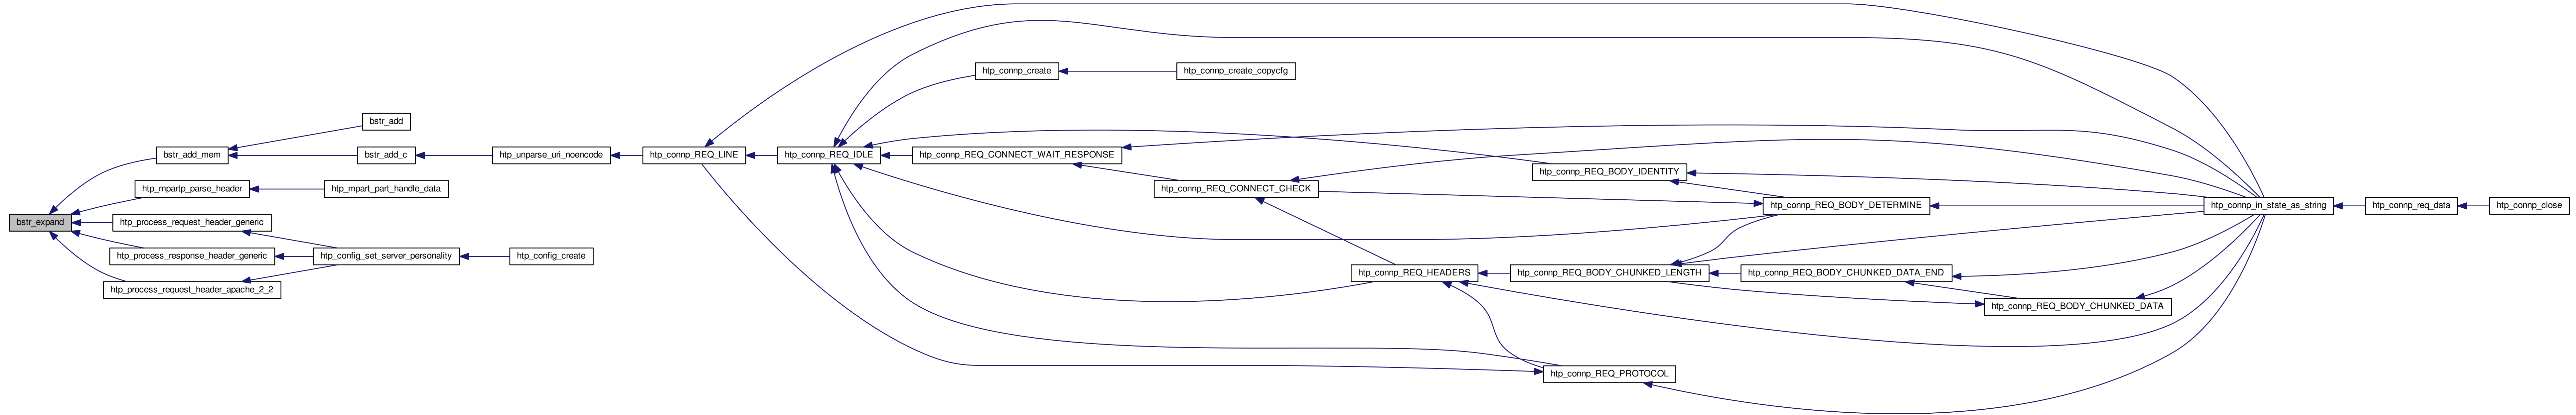 htp_connp_create
htp_connp_create_copycfg
bstr_add
bstr_add_mem
bstr_add_c
htp_unparse_uri_noencode
htp_connp_REQ_LINE
htp_connp_REQ_IDLE
htp_connp_REQ_CONNECT_WAIT_RESPONSE
htp_connp_REQ_BODY_IDENTITY
htp_mpartp_parse_header
htp_mpart_part_handle_data
htp_connp_REQ_CONNECT_CHECK
htp_connp_REQ_BODY_DETERMINE
htp_connp_in_state_as_string
htp_connp_req_data
htp_connp_close
bstr_expand
htp_process_request_header_generic
htp_process_response_header_generic
htp_config_set_server_personality
htp_config_create
htp_connp_REQ_HEADERS
htp_connp_REQ_BODY_CHUNKED_LENGTH
htp_connp_REQ_BODY_CHUNKED_DATA_END
htp_process_request_header_apache_2_2
htp_connp_REQ_BODY_CHUNKED_DATA
htp_connp_REQ_PROTOCOL